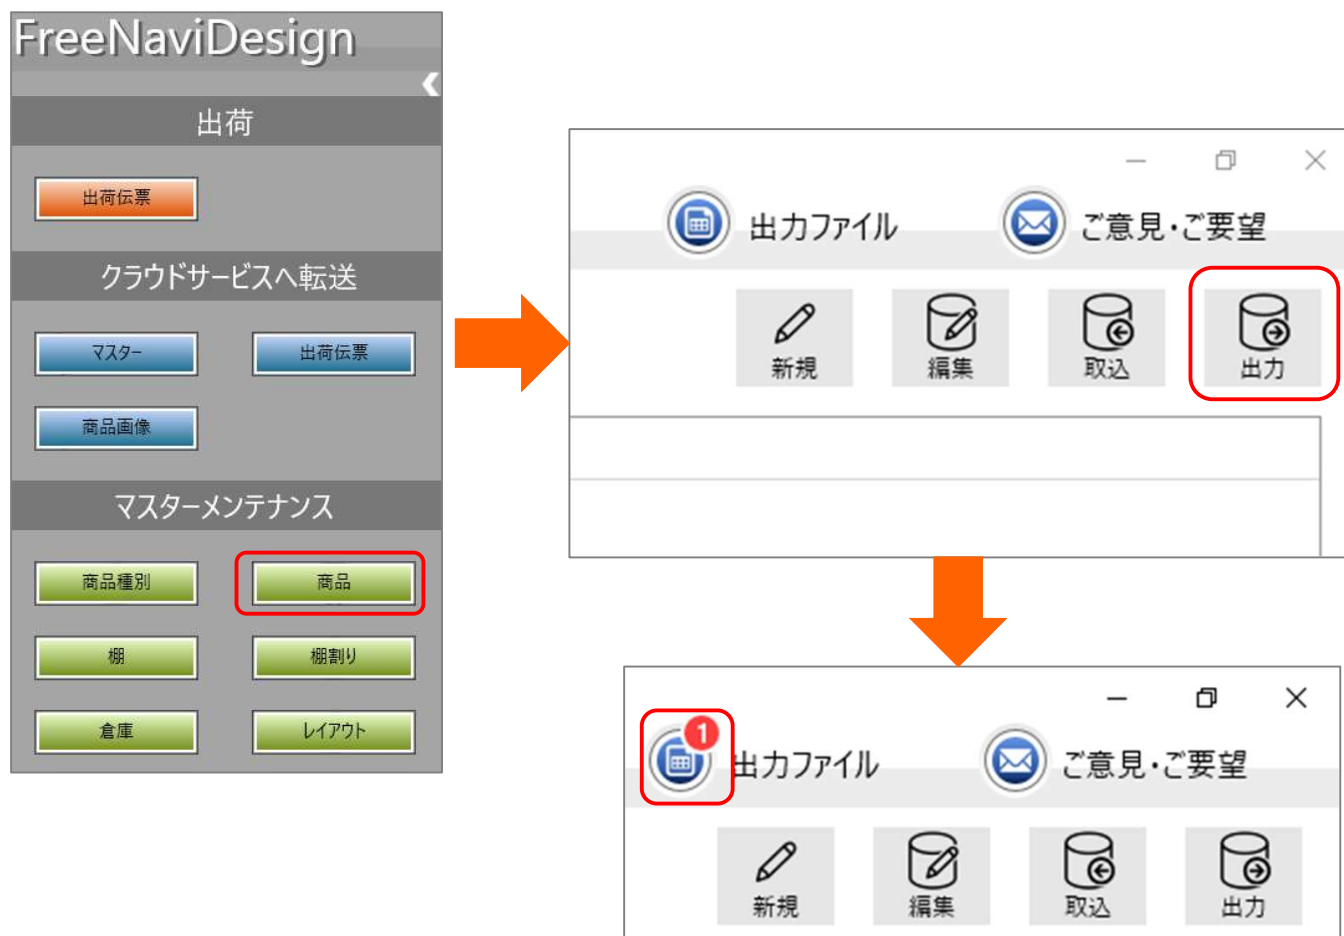 FreeNaviDesign
出荷
出荷伝票
クラウドサービスへ転送
マスター 出荷伝票
商品画像
マスターメンテナンス
商品種別 商品
棚 棚割り
倉庫 レイアウト
出力ファイル ご意見・ご要望
新規 編集 取込 出力
1
出力ファイル ご意見・ご要望
新規 編集 取込 出力